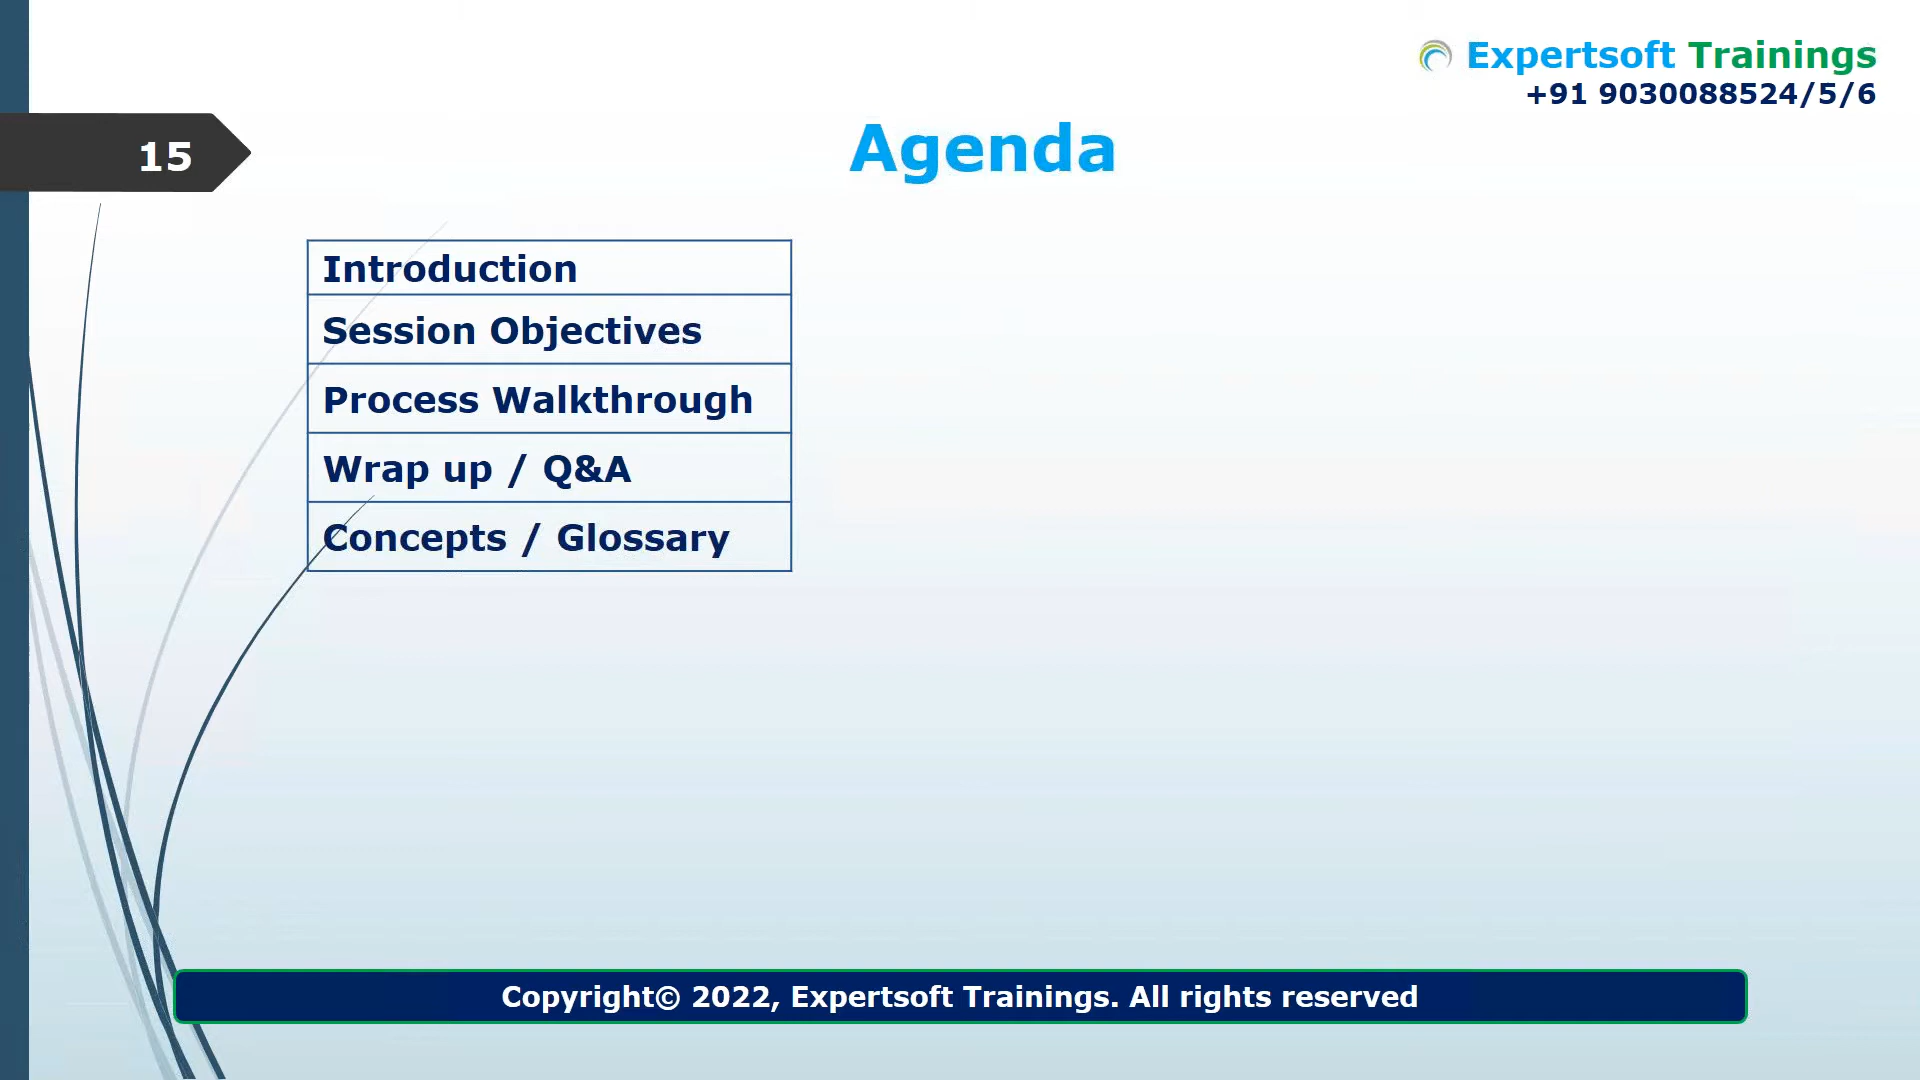 Expertsoft Trainings
+91 9030088524/5/6
15
Agenda
Introduction
Session Objectives
Process Walkthrough
Wrap up / Q&A
Concepts / Glossary
Copyright© 2022, Expertsoft Trainings. All rights reserved